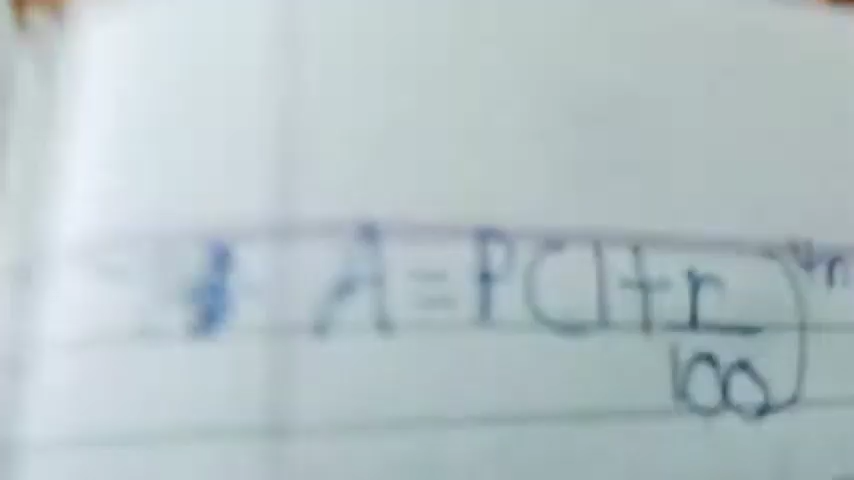 A = P(1 + r/100)^n